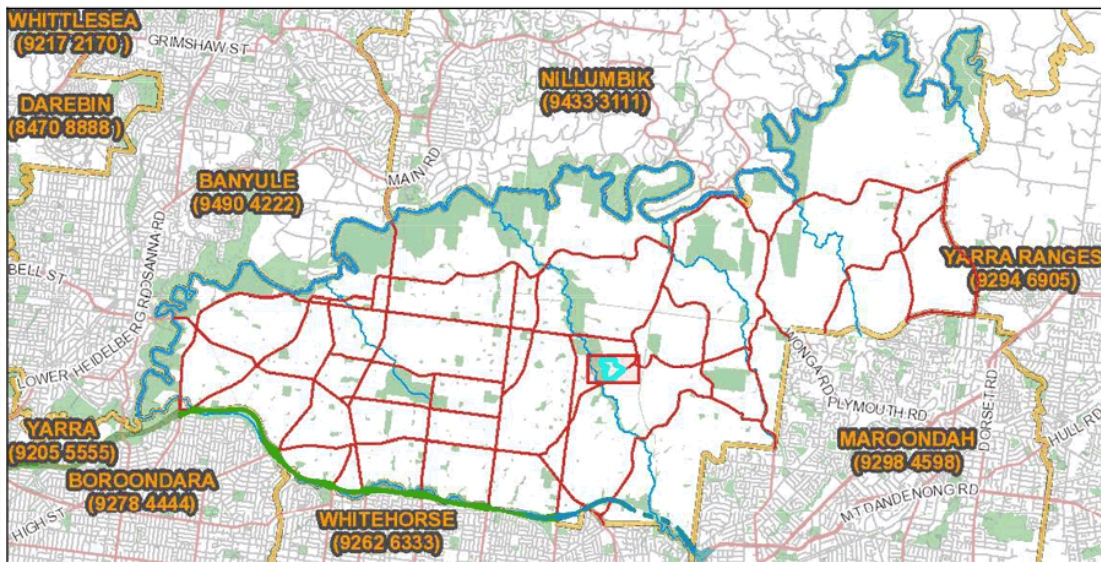 WHITTLESEA
(9217 2170 )
GRIMSHAW ST
DAREBIN
(8470 8888 )
NILLUMBIK
(9433 3111)
BANYULE
(9490 4222)
MAIN RD
BELL ST
ROSANNA RD
LOWER-HEIDELBERG RD
YARRA RANGES
(9294 6905)
WONGA RD
PLYMOUTH RD
DORSET RD
HULL RD
YARRA
(9205 5555)
MAROONDAH
(9298 4598)
BOROONDARA
(9278 4444)
MT DANDENONG RD
HIGH ST
WHITEHORSE
(9262 6333)